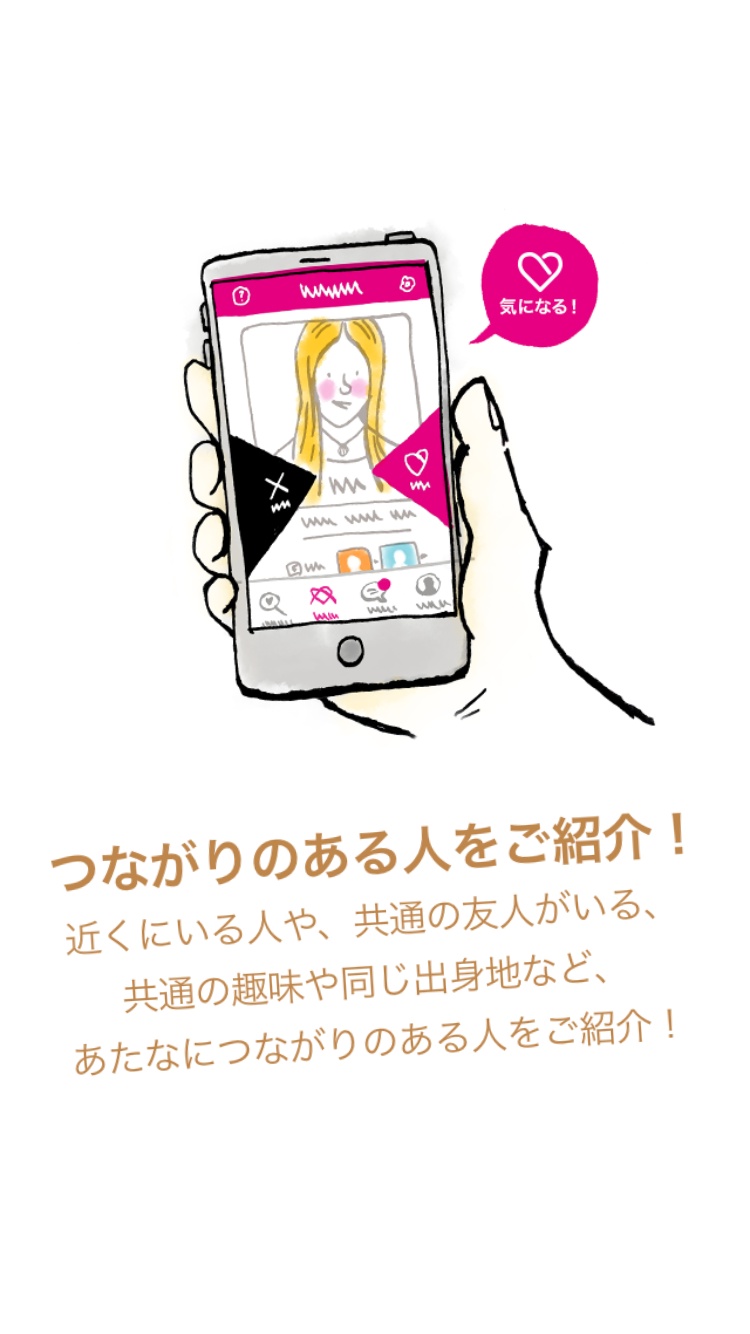 気になる！
つながりのある人をご紹介！
近くにいる人や、共通の友人がいる、
共通の趣味や同じ出身地など、
あたなにつながりのある人をご紹介！